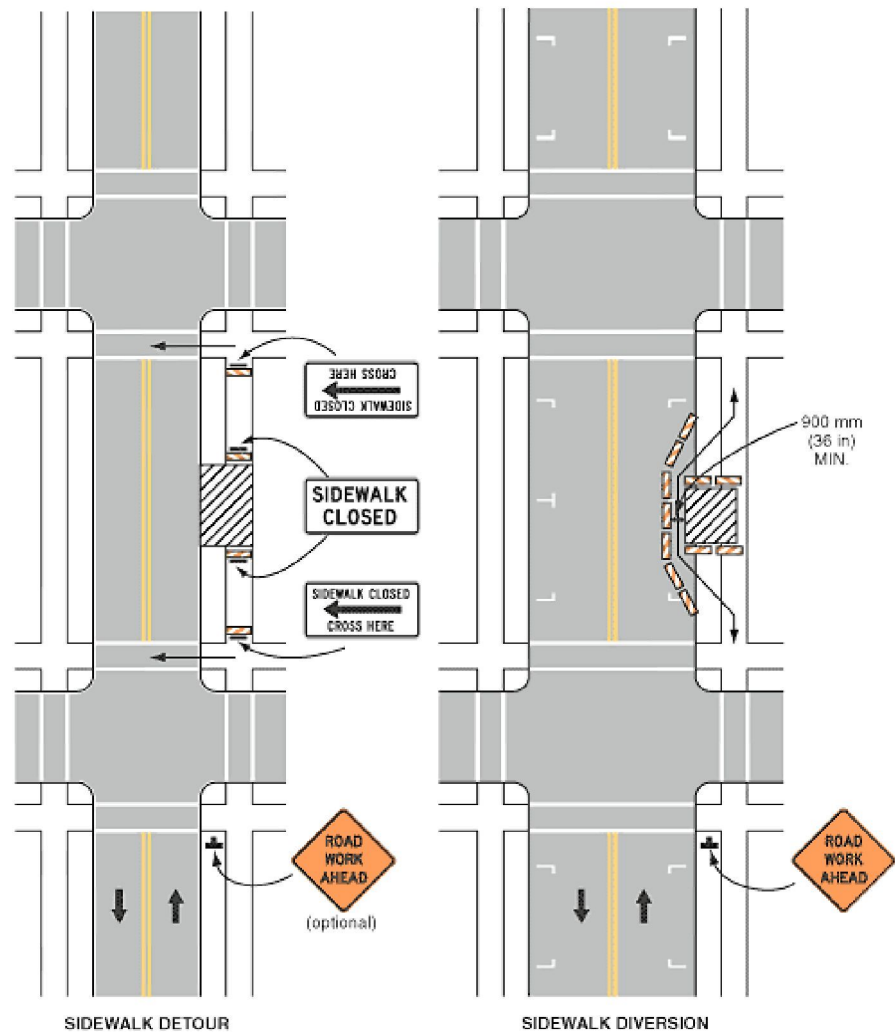 CROSS HERE
SIDEWALK CLOSED
SIDEWALK
CLOSED
SIDEWALK CLOSED
CROSS HERE
900 mm
(36 in)
MIN.
ROAD
WORK
AHEAD
(optional)
ROAD
WORK
AHEAD
SIDEWALK DETOUR
SIDEWALK DIVERSION